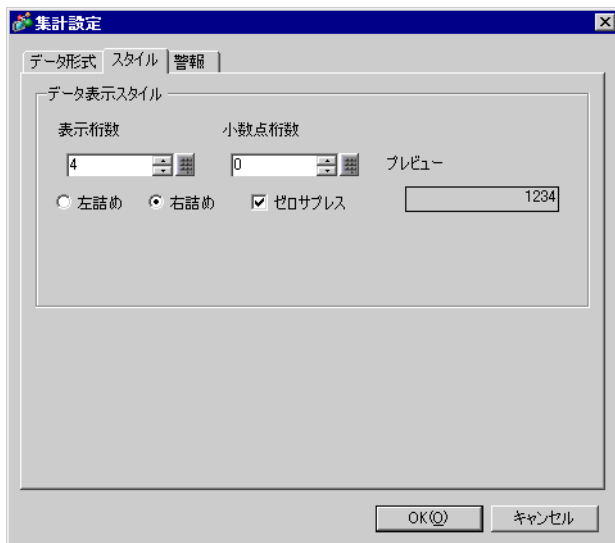 集計設定
データ形式 スタイル 警報
データ表示スタイル
表示桁数 小数点桁数
4 0 プレビュー
左詰め 右詰め ゼロサプレス 1234
OK(O) キャンセル